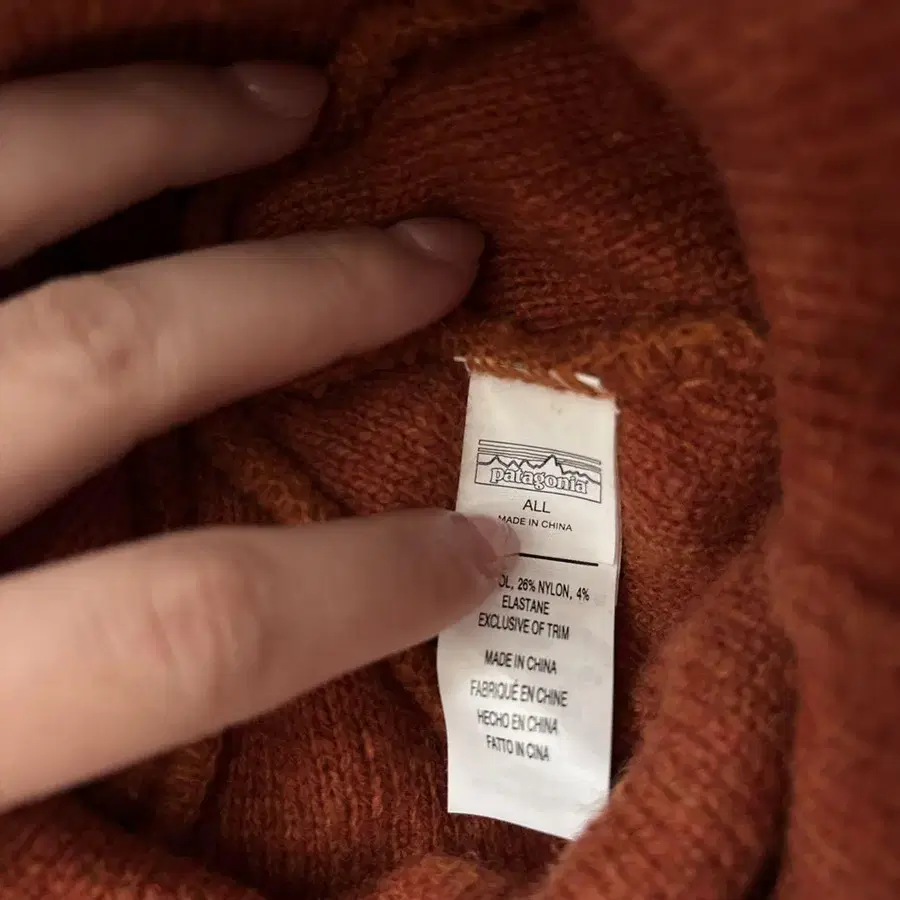 patagonia
ALL
MADE IN CHINA
26% NYLON, 4%
ELASTANE
EXCLUSIVE OF TRIM
MADE IN CHINA
FABRIQUÉ EN CHINE
HECHO EN CHINA
FATTO IN CINA